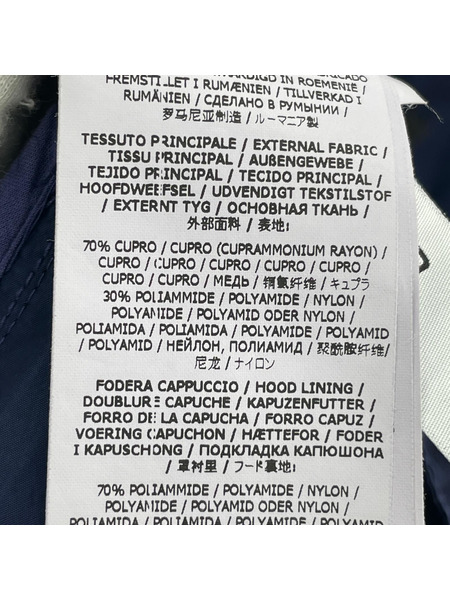 FREMSTILLET I RUMÆNIEN / TILLVERKAD I
RUMÄNIEN / СДЕЛАНО В РУМЫНИИ /
罗马尼亚制造 / ルーマニア製
TESSUTO PRINCIPALE / EXTERNAL FABRIC /
TISSU PRINCIPAL / AUßENGEWEBE /
TEJIDO PRINCIPAL / TECIDO PRINCIPAL /
HOOFDWEEFSEL / UDVENDIGT TEKSTILSTOF
/ EXTERNT TYG / ОСНОВНАЯ ТКАНЬ /
外部面料 / 表地:
70% CUPRO / CUPRO (CUPRAMMONIUM RAYON) /
CUPRO / CUPRO / CUPRO / CUPRO / CUPRO /
CUPRO / CUPRO / МЕДЬ / 铜氨纤维 / キュプラ
30% POLIAMMIDE / POLYAMIDE / NYLON /
POLYAMIDE / POLYAMID ODER NYLON /
POLIAMIDA / POLIAMIDA / POLYAMIDE / POLYAMID
/ POLYAMID / НЕЙЛОН, ПОЛИАМИД / 聚酰胺纤维/
尼龙 / ナイロン
FODERA CAPPUCCIO / HOOD LINING /
DOUBLURE CAPUCHE / KAPUZENFUTTER /
FORRO DE LA CAPUCHA / FORRO CAPUZ /
VOERING CAPUCHON / HÆTTEFOR / FODER
I KAPUSCHONG / ПОДКЛАДКА КАПЮШОНА
/ 罩衬里 / フード裏地:
70% POLIAMMIDE / POLYAMIDE / NYLON /
POLYAMIDE / POLYAMID ODER NYLON /
POLIAMIDA / POLIAMIDA / POLYAMIDE / POLYAMID